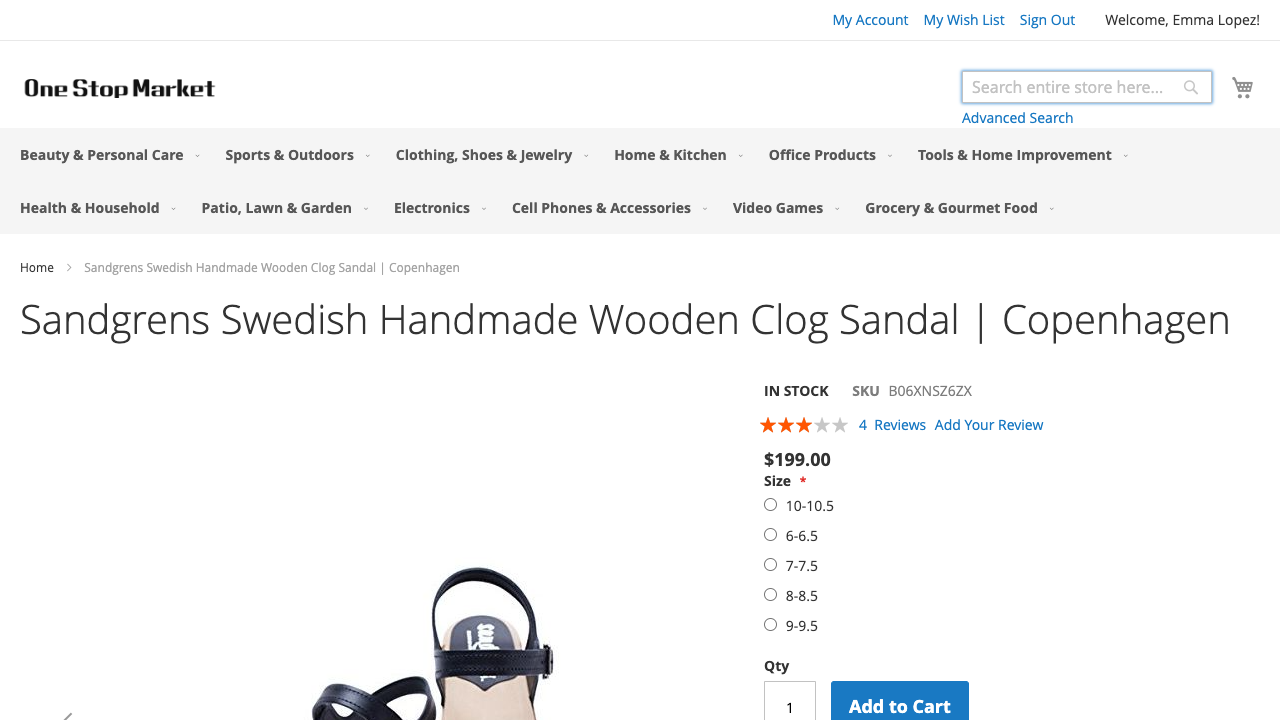 My Account My Wish List Sign Out Welcome, Emma Lopez!
One Stop Market
Search entire store here...
Advanced Search
Beauty & Personal Care Sports & Outdoors Clothing, Shoes & Jewelry Home & Kitchen Office Products Tools & Home Improvement
Health & Household Patio, Lawn & Garden Electronics Cell Phones & Accessories Video Games Grocery & Gourmet Food
Home Sandgrens Swedish Handmade Wooden Clog Sandal | Copenhagen
Sandgrens Swedish Handmade Wooden Clog Sandal | Copenhagen
IN STOCK SKU B06XNSZ6ZX
4 Reviews Add Your Review
$199.00
Size *
10-10.5
6-6.5
7-7.5
8-8.5
9-9.5
Qty
1 Add to Cart